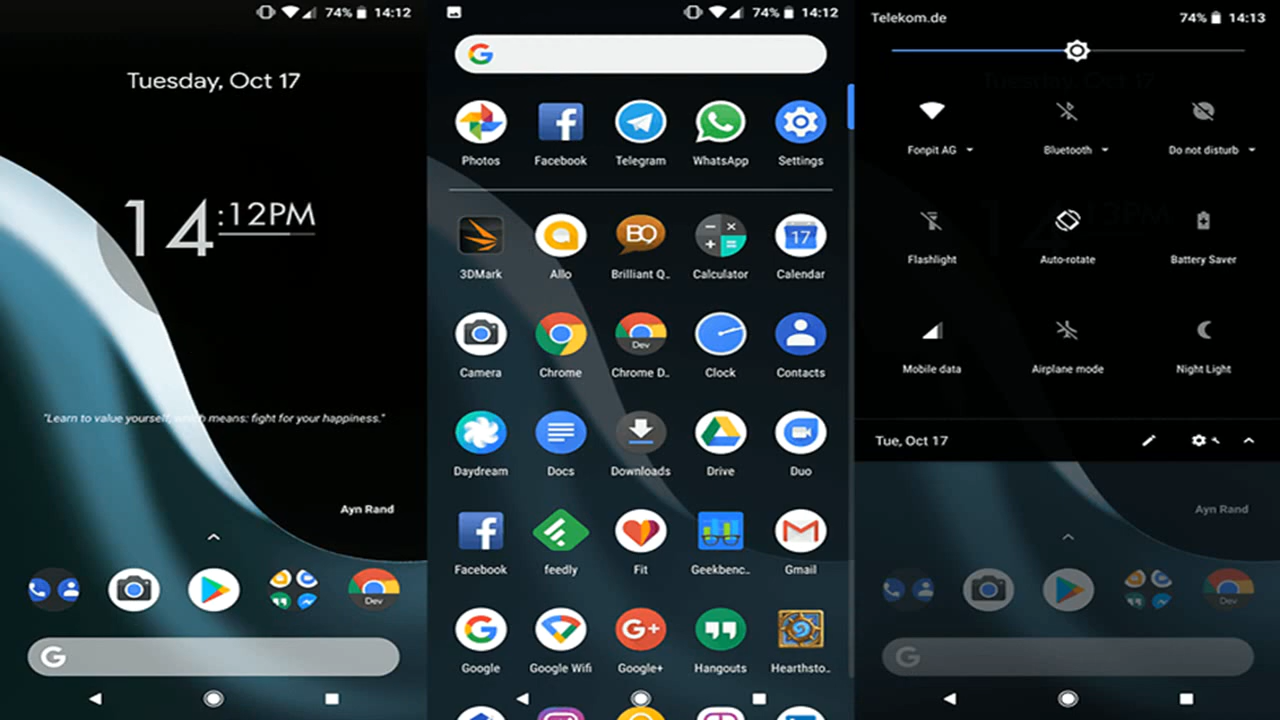 74% 14:12
Tuesday, Oct 17
14:12PM
"Learn to value yourself, which means: fight for your happiness."
Ayn Rand
Dev
G
74% 14:12
G
Photos Facebook Telegram WhatsApp Settings
BQ 17
3DMark Allo Brilliant Q.. Calculator Calendar
Dev
Camera Chrome Chrome D.. Clock Contacts
Daydream Docs Downloads Drive Duo
Facebook feedly Fit Geekbenc.. Gmail
G G+
Google Google Wifi Google+ Hangouts Hearthsto..
Telekom.de 74% 14:13
Fonpit AG Bluetooth Do not disturb
Flashlight Auto-rotate Battery Saver
Mobile data Airplane mode Night Light
Tue, Oct 17
Ayn Rand
Dev
G